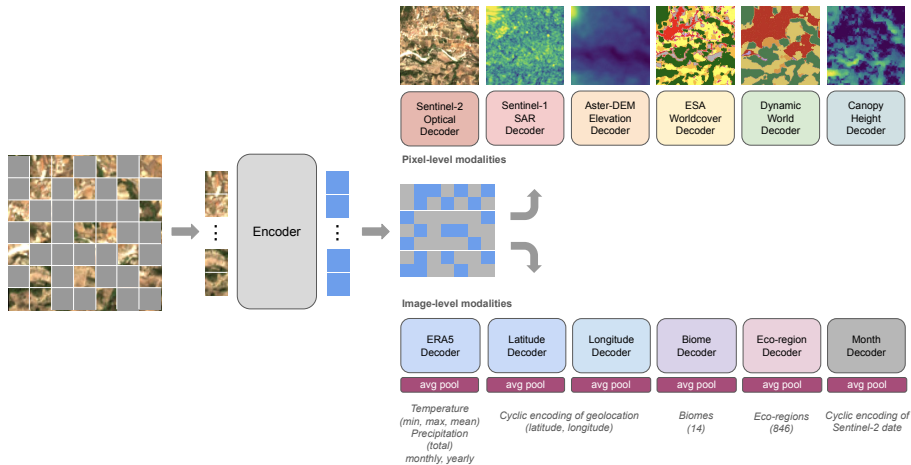 Sentinel-2
Optical
Decoder
Sentinel-1
SAR
Decoder
Aster-DEM
Elevation
Decoder
ESA
Worldcover
Decoder
Dynamic
World
Decoder
Canopy
Height
Decoder
Pixel-level modalities
Encoder
Image-level modalities
ERA5
Decoder
Latitude
Decoder
Longitude
Decoder
Biome
Decoder
Eco-region
Decoder
Month
Decoder
avg pool
avg pool
avg pool
avg pool
avg pool
avg pool
Temperature
(min, max, mean)
Precipitation
(total)
monthly, yearly
Cyclic encoding of geolocation
(latitude, longitude)
Biomes
(14)
Eco-regions
(846)
Cyclic encoding of
Sentinel-2 date